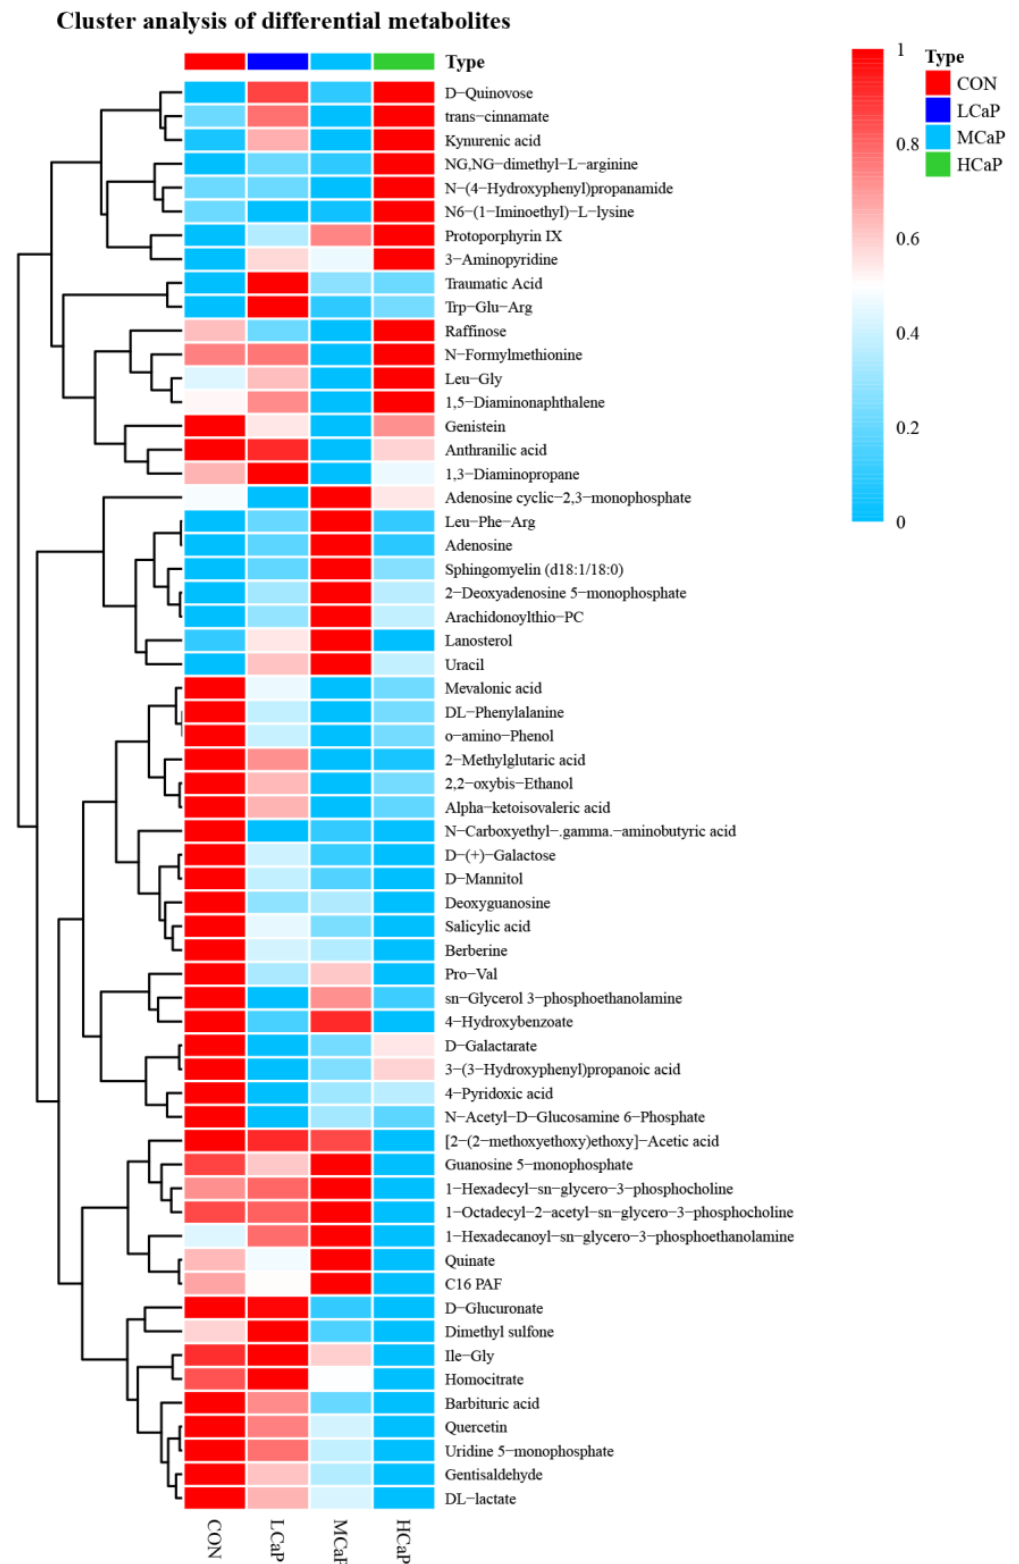 Cluster analysis of differential metabolites
Type
D−Quinovose
trans−cinnamate
Kynurenic acid
NG,NG−dimethyl−L−arginine
N−(4−Hydroxyphenyl)propanamide
N6−(1−Iminoethyl)−L−lysine
Protoporphyrin IX
3−Aminopyridine
Traumatic Acid
Trp−Glu−Arg
Raffinose
N−Formylmethionine
Leu−Gly
1,5−Diaminonaphthalene
Genistein
Anthranilic acid
1,3−Diaminopropane
Adenosine cyclic−2,3−monophosphate
Leu−Phe−Arg
Adenosine
Sphingomyelin (d18:1/18:0)
2−Deoxyadenosine 5−monophosphate
Arachidonoylthio−PC
Lanosterol
Uracil
Mevalonic acid
DL−Phenylalanine
o−amino−Phenol
2−Methylglutaric acid
2,2−oxybis−Ethanol
Alpha−ketoisovaleric acid
N−Carboxyethyl−.gamma.−aminobutyric acid
D−(+)−Galactose
D−Mannitol
Deoxyguanosine
Salicylic acid
Berberine
Pro−Val
sn−Glycerol 3−phosphoethanolamine
4−Hydroxybenzoate
D−Galactarate
3−(3−Hydroxyphenyl)propanoic acid
4−Pyridoxic acid
N−Acetyl−D−Glucosamine 6−Phosphate
[2−(2−methoxyethoxy)ethoxy]−Acetic acid
Guanosine 5−monophosphate
1−Hexadecyl−sn−glycero−3−phosphocholine
1−Octadecyl−2−acetyl−sn−glycero−3−phosphocholine
1−Hexadecanoyl−sn−glycero−3−phosphoethanolamine
Quinate
C16 PAF
D−Glucuronate
Dimethyl sulfone
Ile−Gly
Homocitrate
Barbituric acid
Quercetin
Uridine 5−monophosphate
Gentisaldehyde
DL−lactate
CON
LCaP
MCaP
HCaP
1
0.8
0.6
0.4
0.2
0
Type
CON
LCaP
MCaP
HCaP